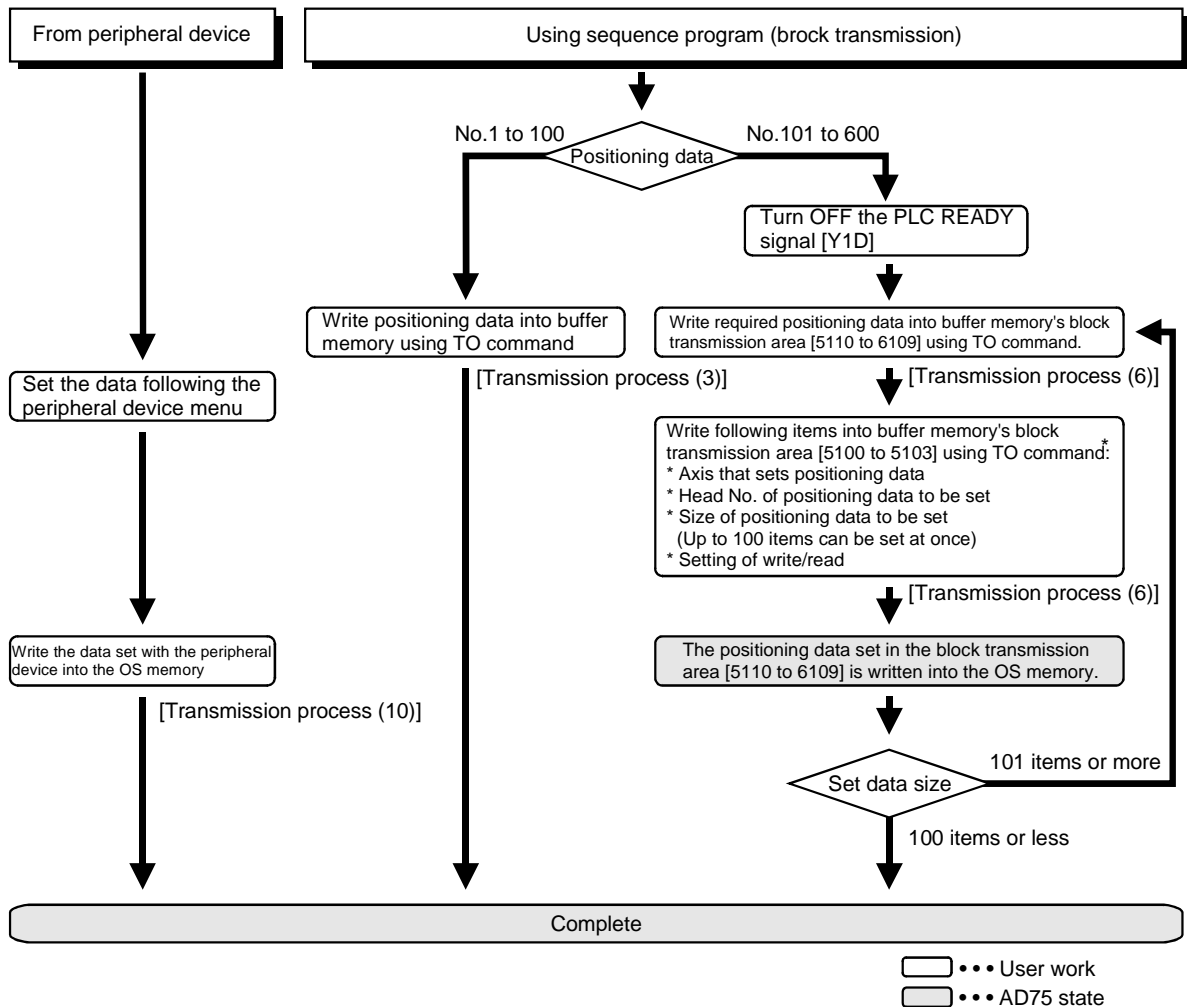 From peripheral device
Using sequence program (brock transmission)
No.1 to 100
No.101 to 600
Positioning data
Turn OFF the PLC READY
signal [Y1D]
Write positioning data into buffer
memory using TO command
Write required positioning data into buffer memory's block
transmission area [5110 to 6109] using TO command.
Set the data following the
peripheral device menu
[Transmission process (3)]
[Transmission process (6)]
Write following items into buffer memory's block
transmission area [5100 to 5103] using TO command:*
* Axis that sets positioning data
* Head No. of positioning data to be set
* Size of positioning data to be set
(Up to 100 items can be set at once)
* Setting of write/read
[Transmission process (6)]
Write the data set with the peripheral
device into the OS memory
The positioning data set in the block transmission
area [5110 to 6109] is written into the OS memory.
[Transmission process (10)]
101 items or more
Set data size
100 items or less
Complete
• • • User work
• • • AD75 state